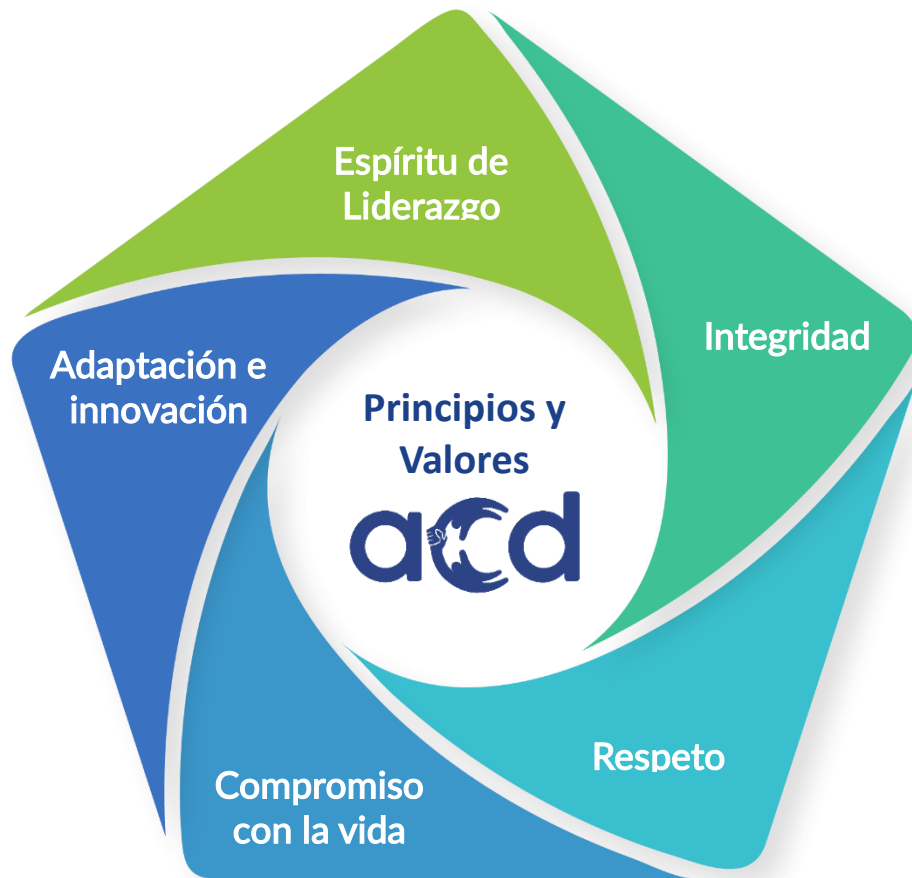 Espíritu de
Liderazgo
Integridad
Adaptación e
innovación
Principios y
Valores
acd
Respeto
Compromiso
con la vida